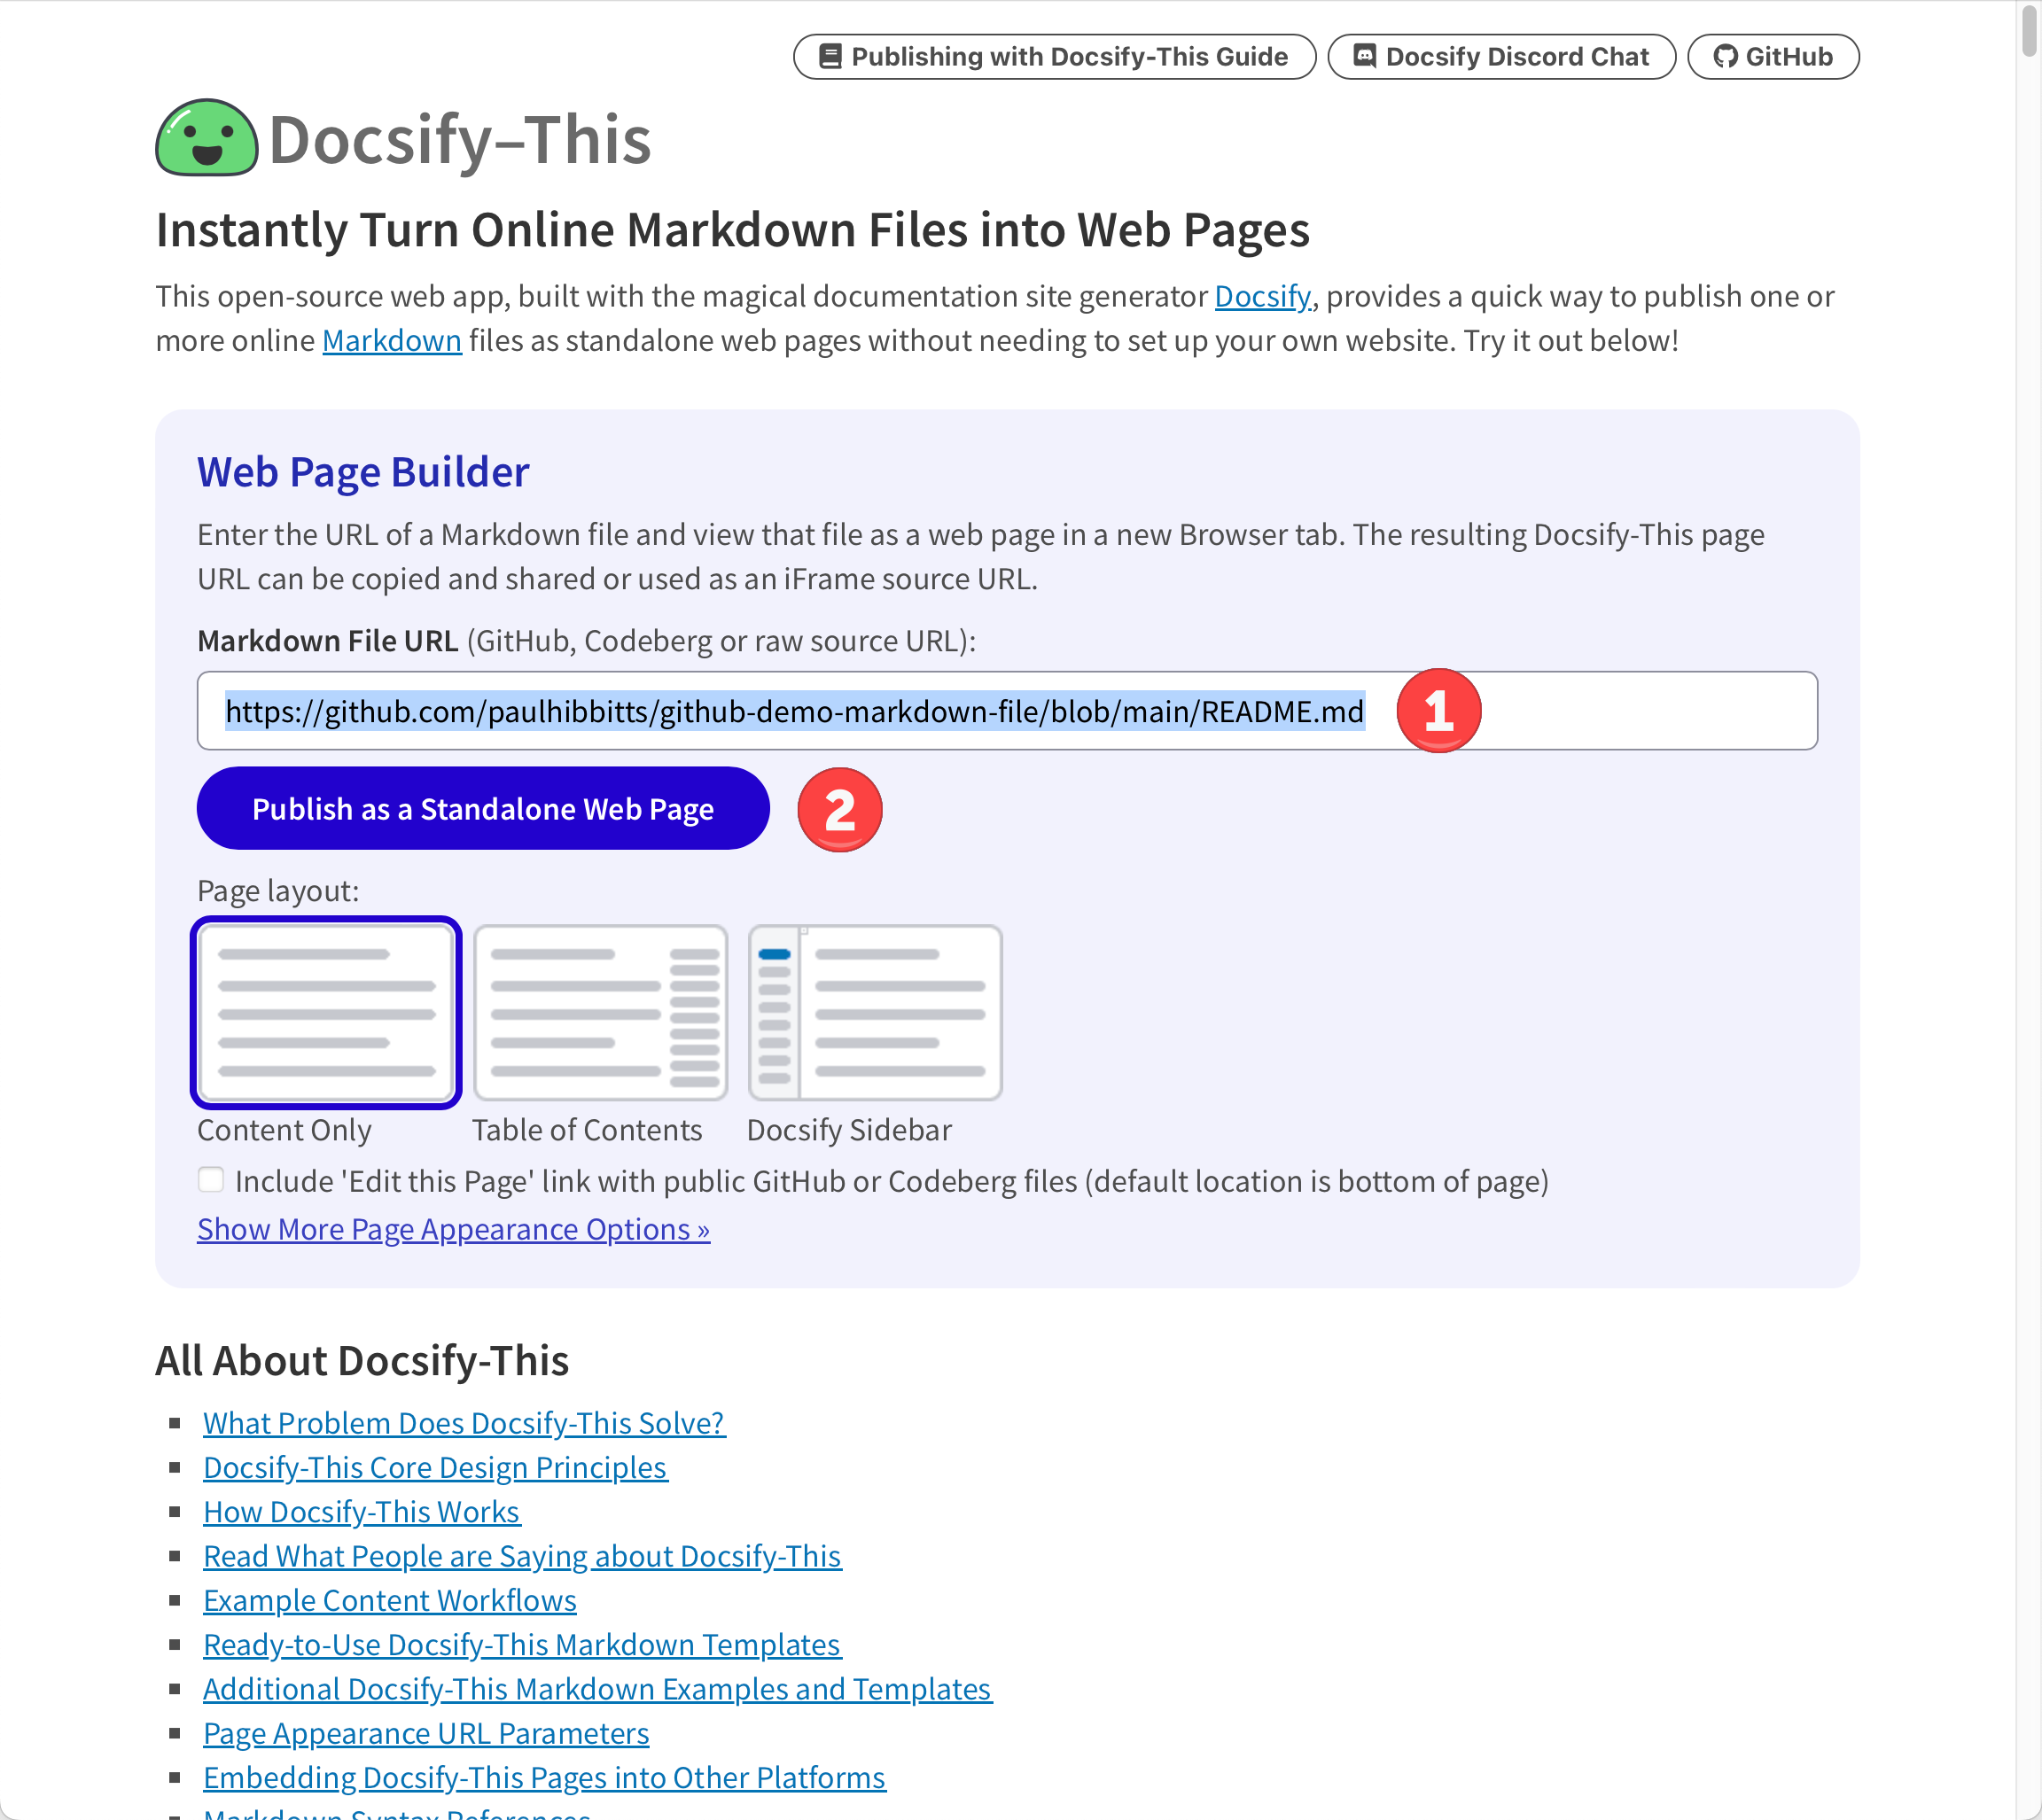 Publishing with Docsify-This Guide
Docsify Discord Chat
GitHub
Docsify–This
Instantly Turn Online Markdown Files into Web Pages
This open-source web app, built with the magical documentation site generator Docsify, provides a quick way to publish one or
more online Markdown files as standalone web pages without needing to set up your own website. Try it out below!
Web Page Builder
Enter the URL of a Markdown file and view that file as a web page in a new Browser tab. The resulting Docsify-This page
URL can be copied and shared or used as an iFrame source URL.
Markdown File URL (GitHub, Codeberg or raw source URL):
https://github.com/paulhibbitts/github-demo-markdown-file/blob/main/README.md
1
Publish as a Standalone Web Page
2
Page layout:
Content Only
Table of Contents
Docsify Sidebar
Include 'Edit this Page' link with public GitHub or Codeberg files (default location is bottom of page)
Show More Page Appearance Options »
All About Docsify-This
What Problem Does Docsify-This Solve?
Docsify-This Core Design Principles
How Docsify-This Works
Read What People are Saying about Docsify-This
Example Content Workflows
Ready-to-Use Docsify-This Markdown Templates
Additional Docsify-This Markdown Examples and Templates
Page Appearance URL Parameters
Embedding Docsify-This Pages into Other Platforms
Markdown Syntax References